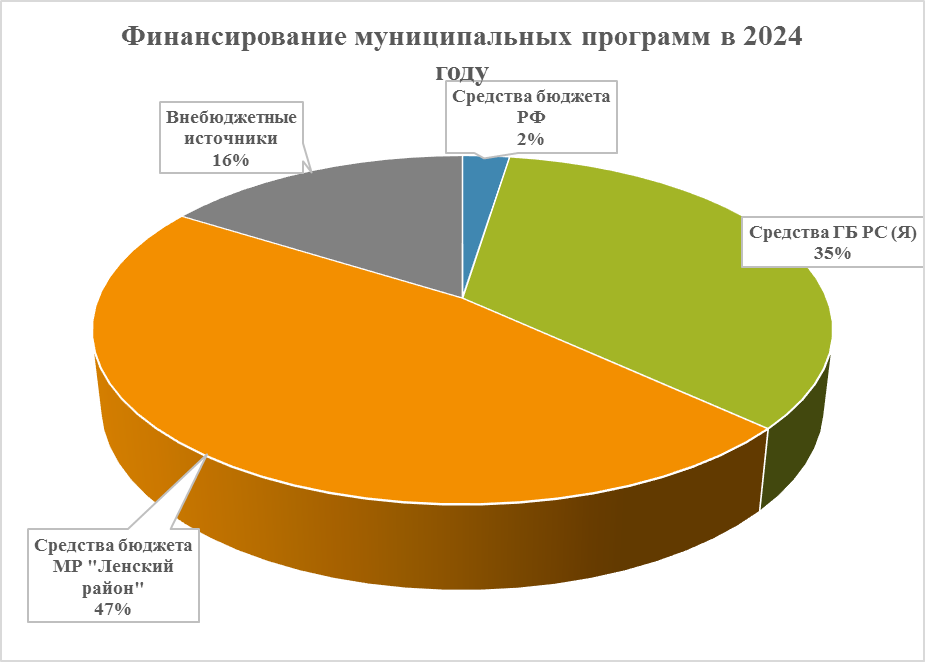 Финансирование муниципальных программ в 2024
году
Средства бюджета
РФ
2%
Внебюджетные
источники
16%
Средства ГБ РС (Я)
35%
Средства бюджета
МР "Ленский
район"
47%